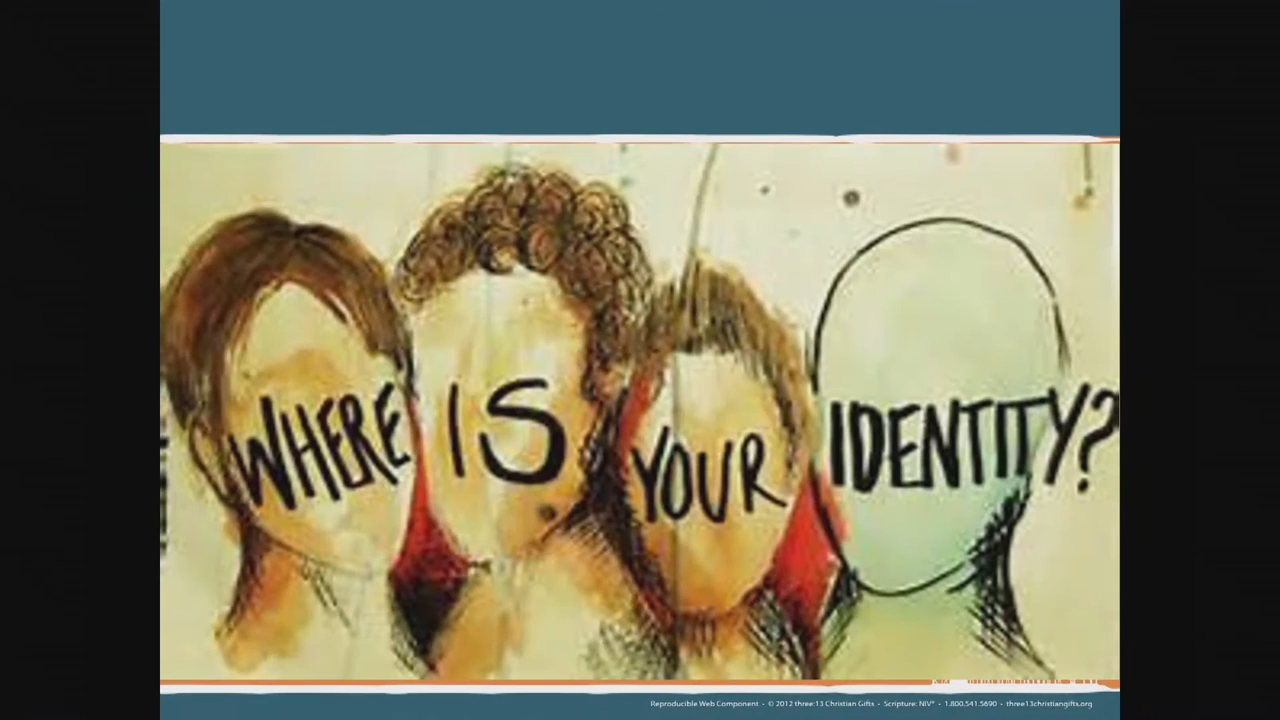 WHERE IS YOUR IDENTITY?
Reproducible Web Component - © 2012 three:13 Christian Gifts - Scripture: NIV® - 1.800.541.5690 - three13christiangifts.org